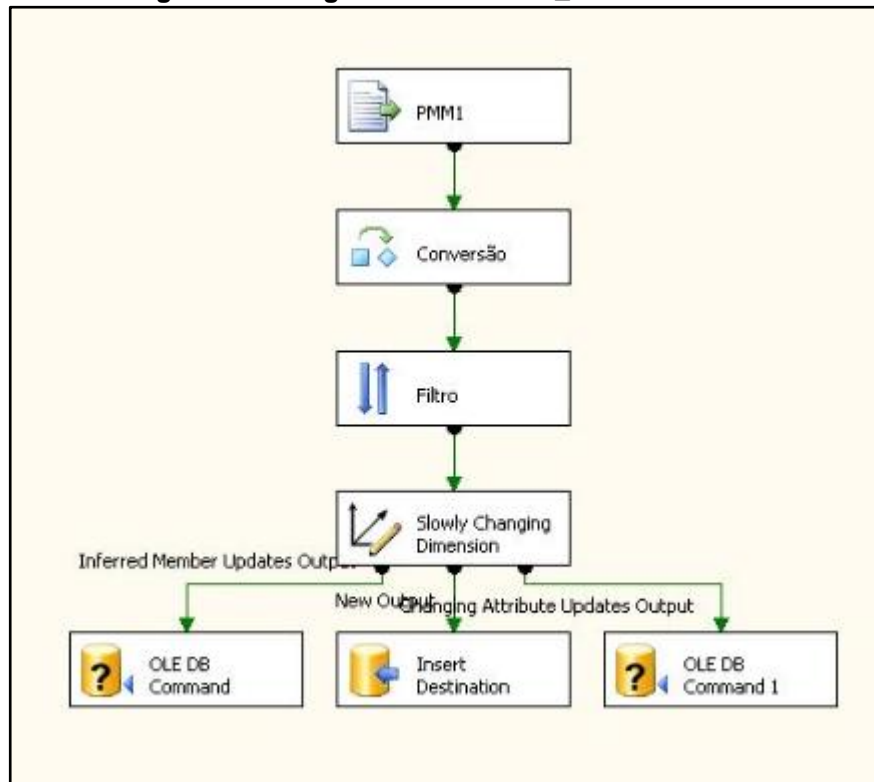 PMM1
Conversão
Filtro
Slowly Changing
Dimension
Inferred Member Updates Output
New Output
Changing Attribute Updates Output
OLE DB
Command
Insert
Destination
OLE DB
Command 1